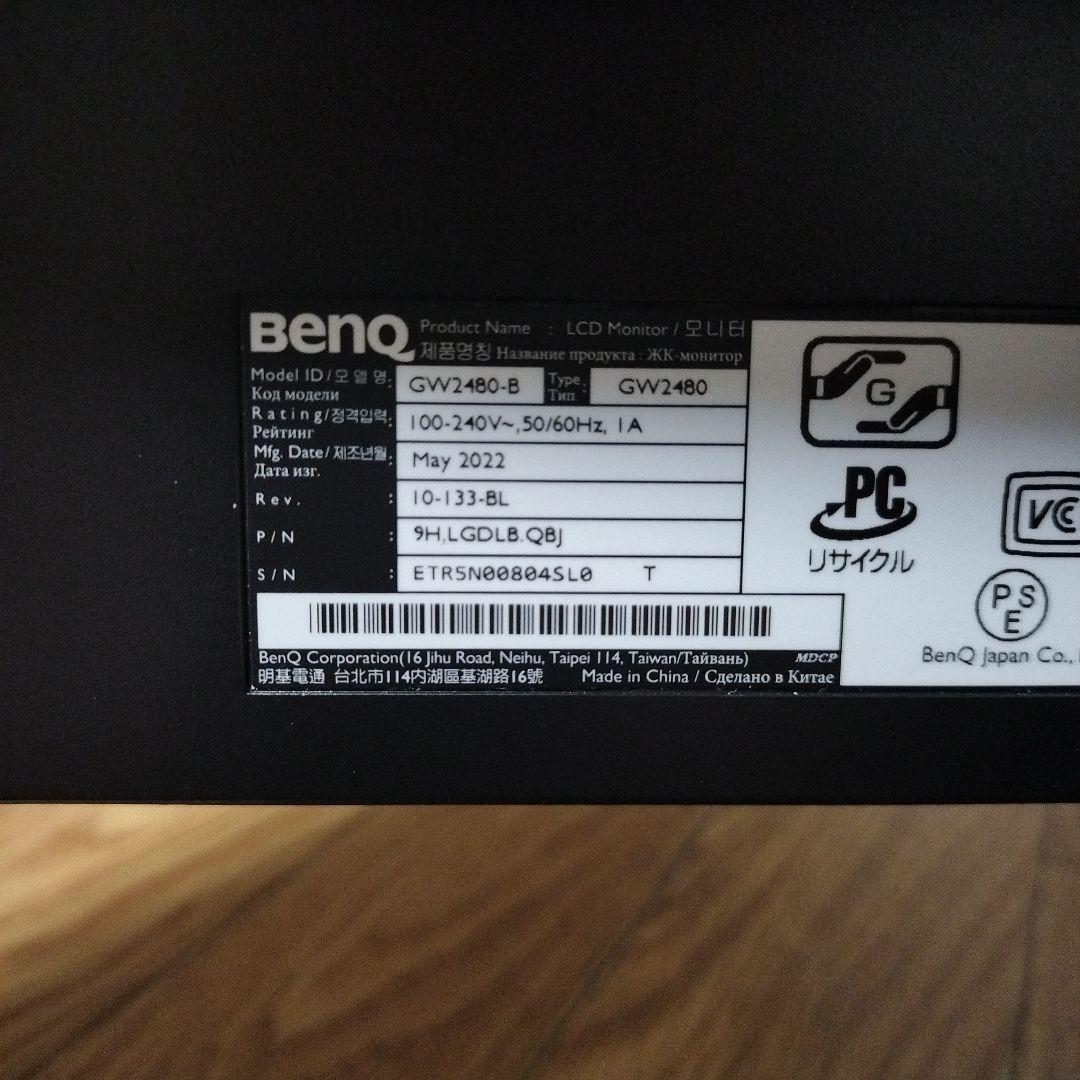 BenQ Product Name : LCD Monitor / 모니터
제품명칭 Название продукта : ЖК-монитор
Model ID / 모 델 명 : GW2480-B Type : GW2480
Код модели Тип
Rating/정격입력 : 100-240V~, 50/60Hz, 1A
Рейтинг
Mfg. Date/제조년월 : May 2022
Дата изг.
Rev. : 10-133-BL
P/N : 9H.LGDLB.QBJ
S/N : ETR5N00804SL0 T
BenQ Corporation(16 Jihu Road, Neihu, Taipei 114, Taiwan/Тайвань) MDCP
明基電通 台北市114內湖區基湖路16號 Made in China / Сделано в Китае
G
PC
リサイクル
VC
PSE
BenQ Japan Co.,